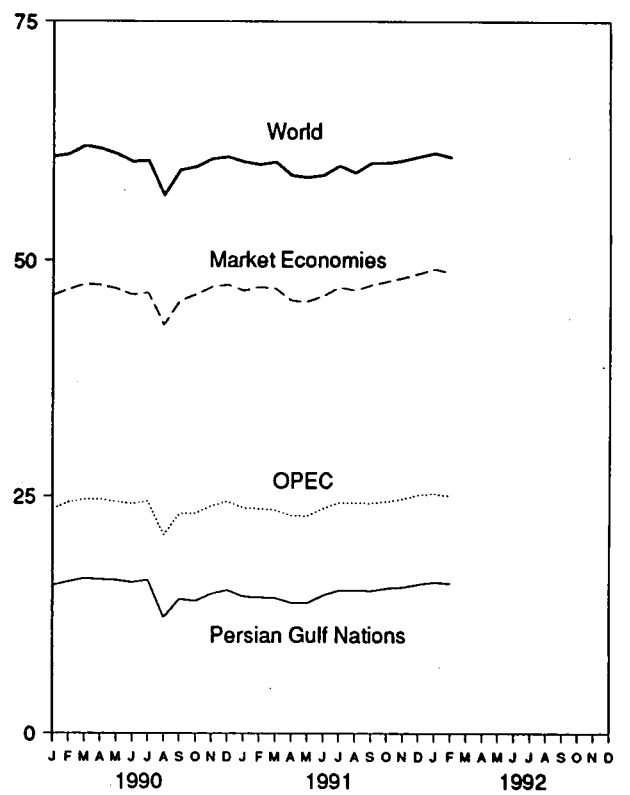 75
World
50
Market Economies
OPEC
25
Persian Gulf Nations
0
J F M A M J J A S O N D J F M A M J J A S O N D J F M A M J J A S O N D
1990 1991 1992